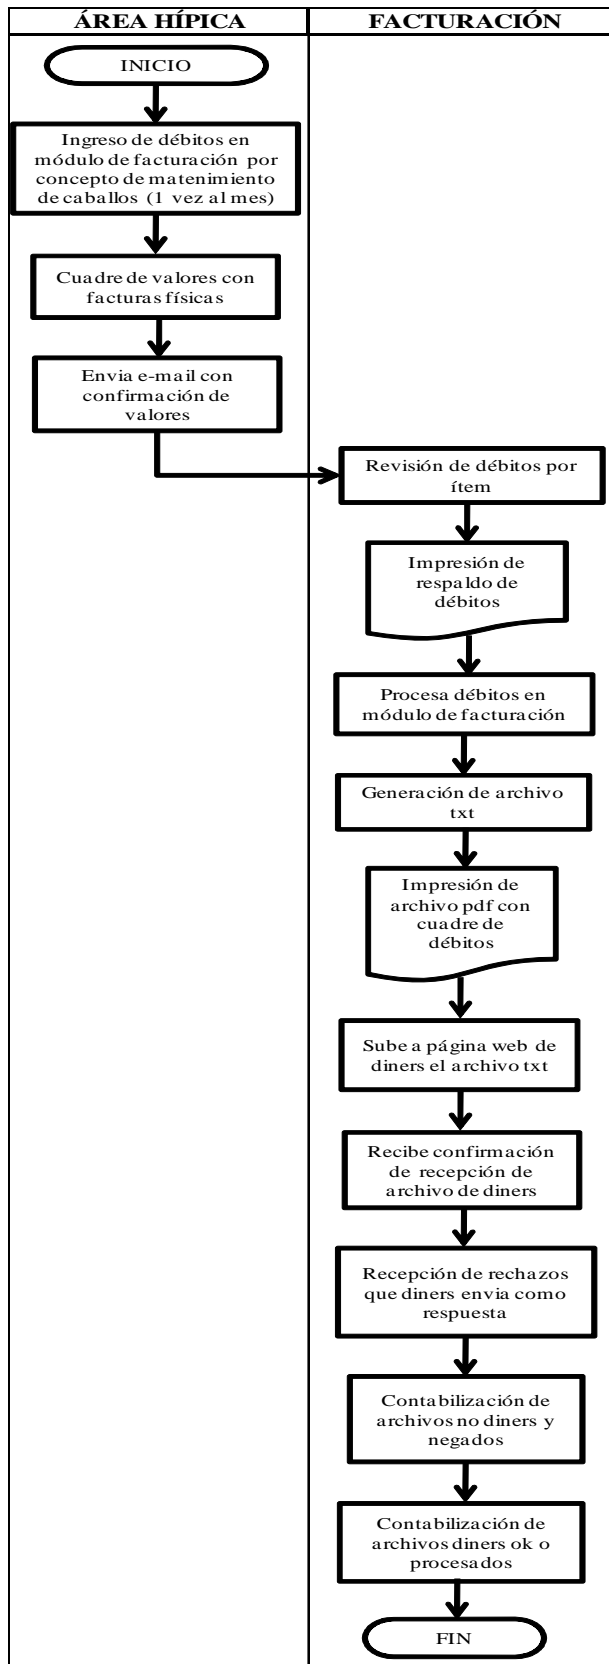 ÁREA HÍPICA
FACTURACIÓN
INICIO
Ingreso de débitos en
módulo de facturación por
concepto de matenimiento
de caballos (1 vez al mes)
Cuadre de valores con
facturas físicas
Envia e-mail con
confirmación de
valores
Revisión de débitos por
ítem
Impresión de
respaldo de
débitos
Procesa débitos en
módulo de facturación
Generación de archivo
txt
Impresión de
archivo pdf con
cuadre de
débitos
Sube a página web de
diners el archivo txt
Recibe confirmación
de recepción de
archivo de diners
Recepción de rechazos
que diners envia como
respuesta
Contabilización de
archivos no diners y
negados
Contabilización de
archivos diners ok o
procesados
FIN